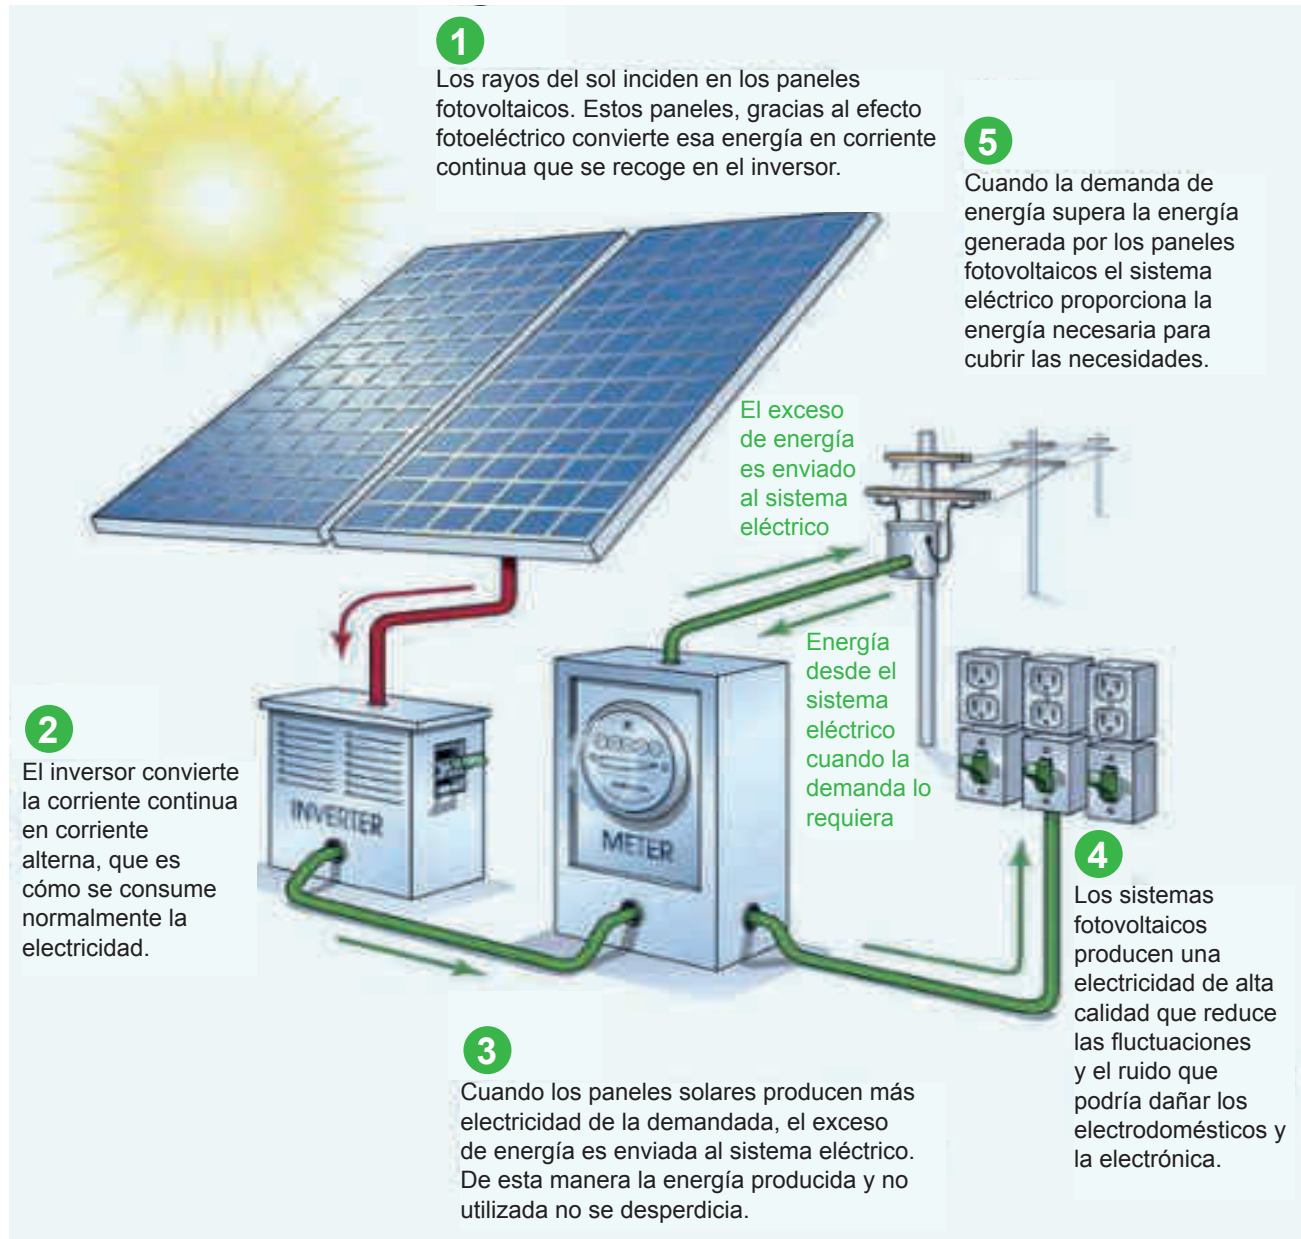 1
Los rayos del sol inciden en los paneles
fotovoltaicos. Estos paneles, gracias al efecto
fotoeléctrico convierte esa energía en corriente
continua que se recoge en el inversor.
5
Cuando la demanda de
energía supera la energía
generada por los paneles
fotovoltaicos el sistema
eléctrico proporciona la
energía necesaria para
cubrir las necesidades.
El exceso
de energía
es enviado
al sistema
eléctrico
Energía
desde el
sistema
eléctrico
cuando la
demanda lo
requiera
2
El inversor convierte
la corriente continua
en corriente
alterna, que es
cómo se consume
normalmente la
electricidad.
INVERTER
METER
4
Los sistemas
fotovoltaicos
producen una
electricidad de alta
calidad que reduce
las fluctuaciones
y el ruido que
podría dañar los
electrodomésticos y
la electrónica.
3
Cuando los paneles solares producen más
electricidad de la demandada, el exceso
de energía es enviada al sistema eléctrico.
De esta manera la energía producida y no
utilizada no se desperdicia.